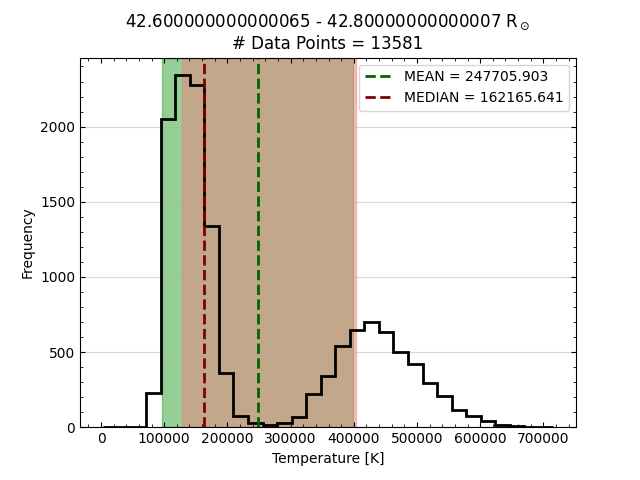 42.600000000000065 - 42.80000000000007 R⊙
# Data Points = 13581
MEAN = 247705.903
MEDIAN = 162165.641
Frequency
2000
1500
1000
500
0
0 100000 200000 300000 400000 500000 600000 700000
Temperature [K]